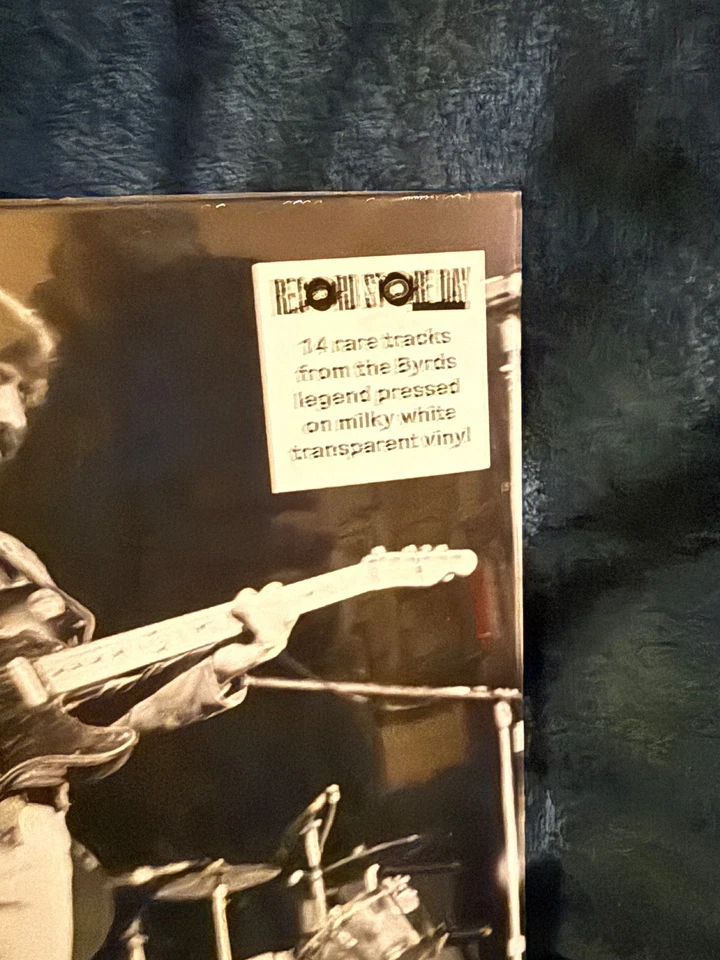 RECORD STORE DAY
14 rare tracks
from the Byrds
legend pressed
on milky white
transparent vinyl